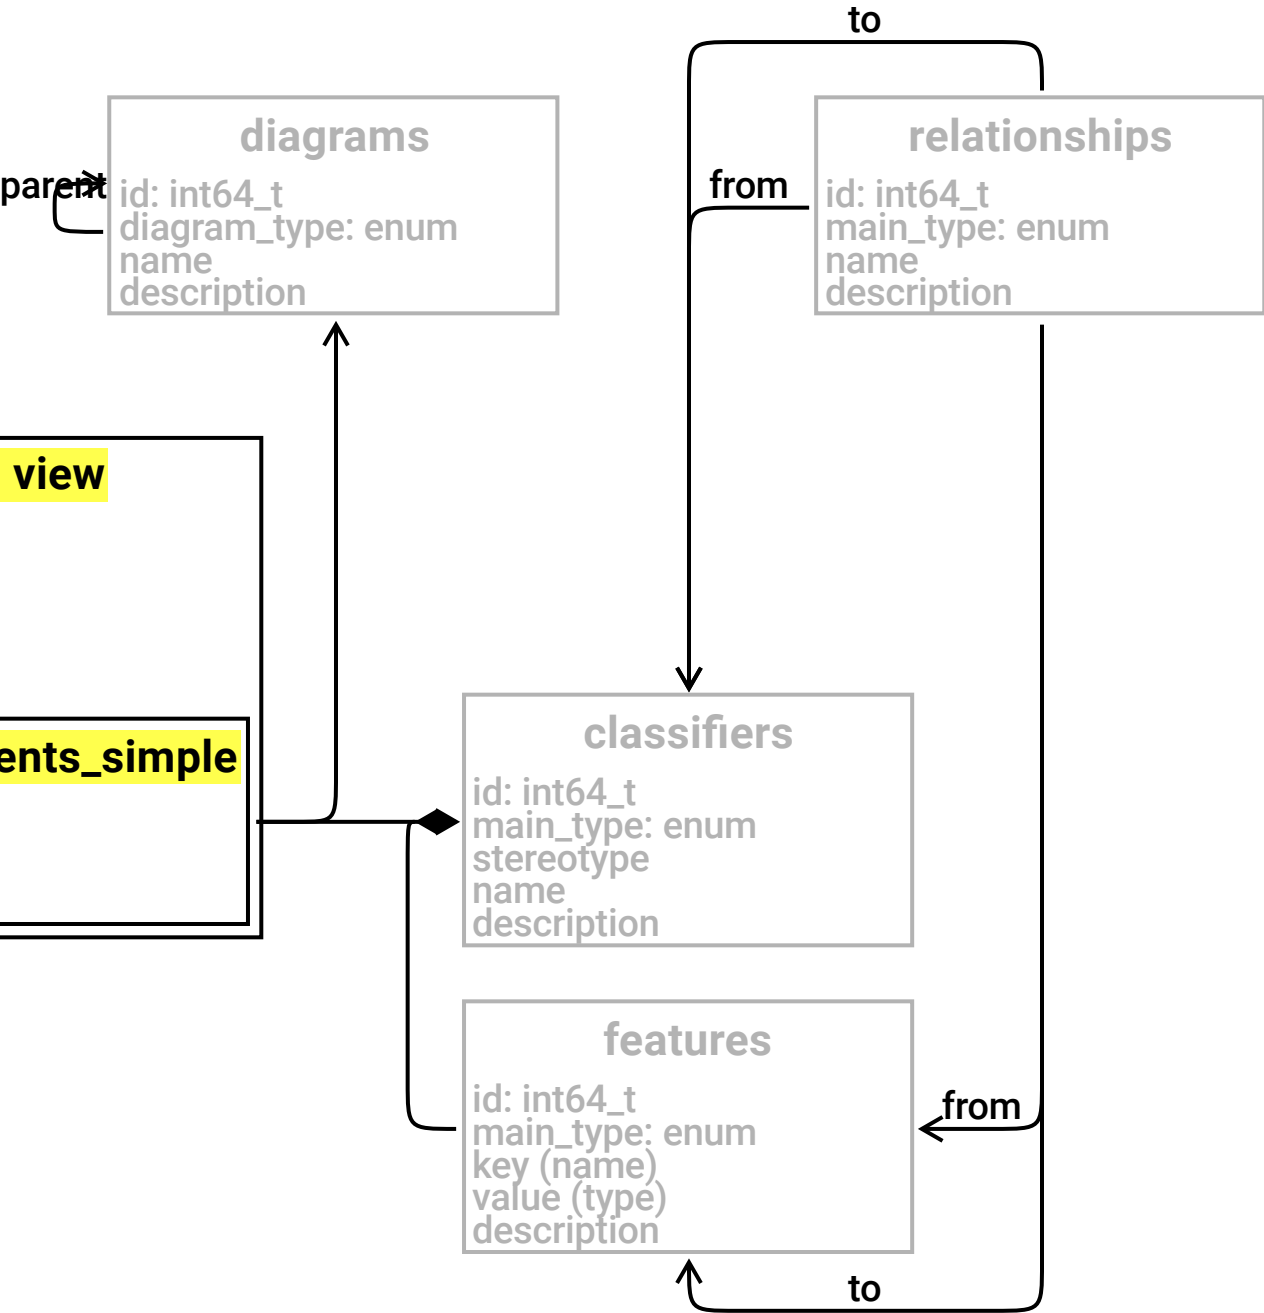 to
diagrams
relationships
parent
from
id: int64_t
diagram_type: enum
name
description
id: int64_t
main_type: enum
name
description
view
ents_simple
classifiers
id: int64_t
main_type: enum
stereotype
name
description
features
id: int64_t
main_type: enum
key (name)
value (type)
description
from
to